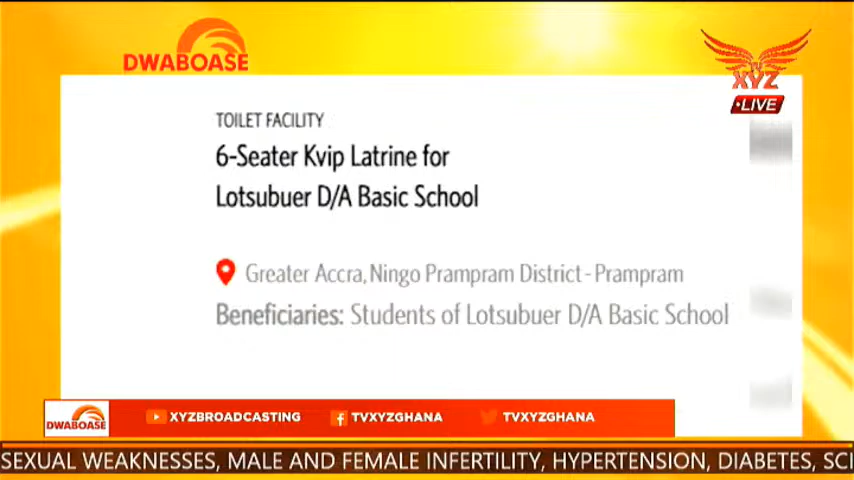 DWABOASE
XYZ
LIVE
TOILET FACILITY
6-Seater Kvip Latrine for
Lotsubuer D/A Basic School
Greater Accra, Ningo Prampram District - Prampram
Beneficiaries: Students of Lotsubuer D/A Basic School
DWABOASE
XYZBROADCASTING
TVXYZGHANA
TVXYZGHANA
SEXUAL WEAKNESSES, MALE AND FEMALE INFERTILITY, HYPERTENSION, DIABETES, SCI